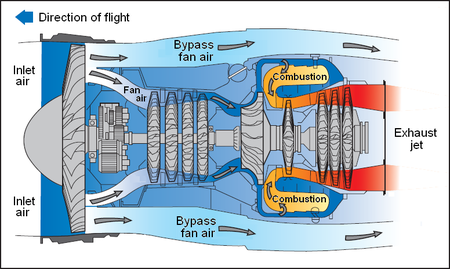 Direction of flight
Bypass
fan air
Inlet
air
Fan
air
Combustion
Exhaust
jet
Combustion
Inlet
air
Bypass
fan air